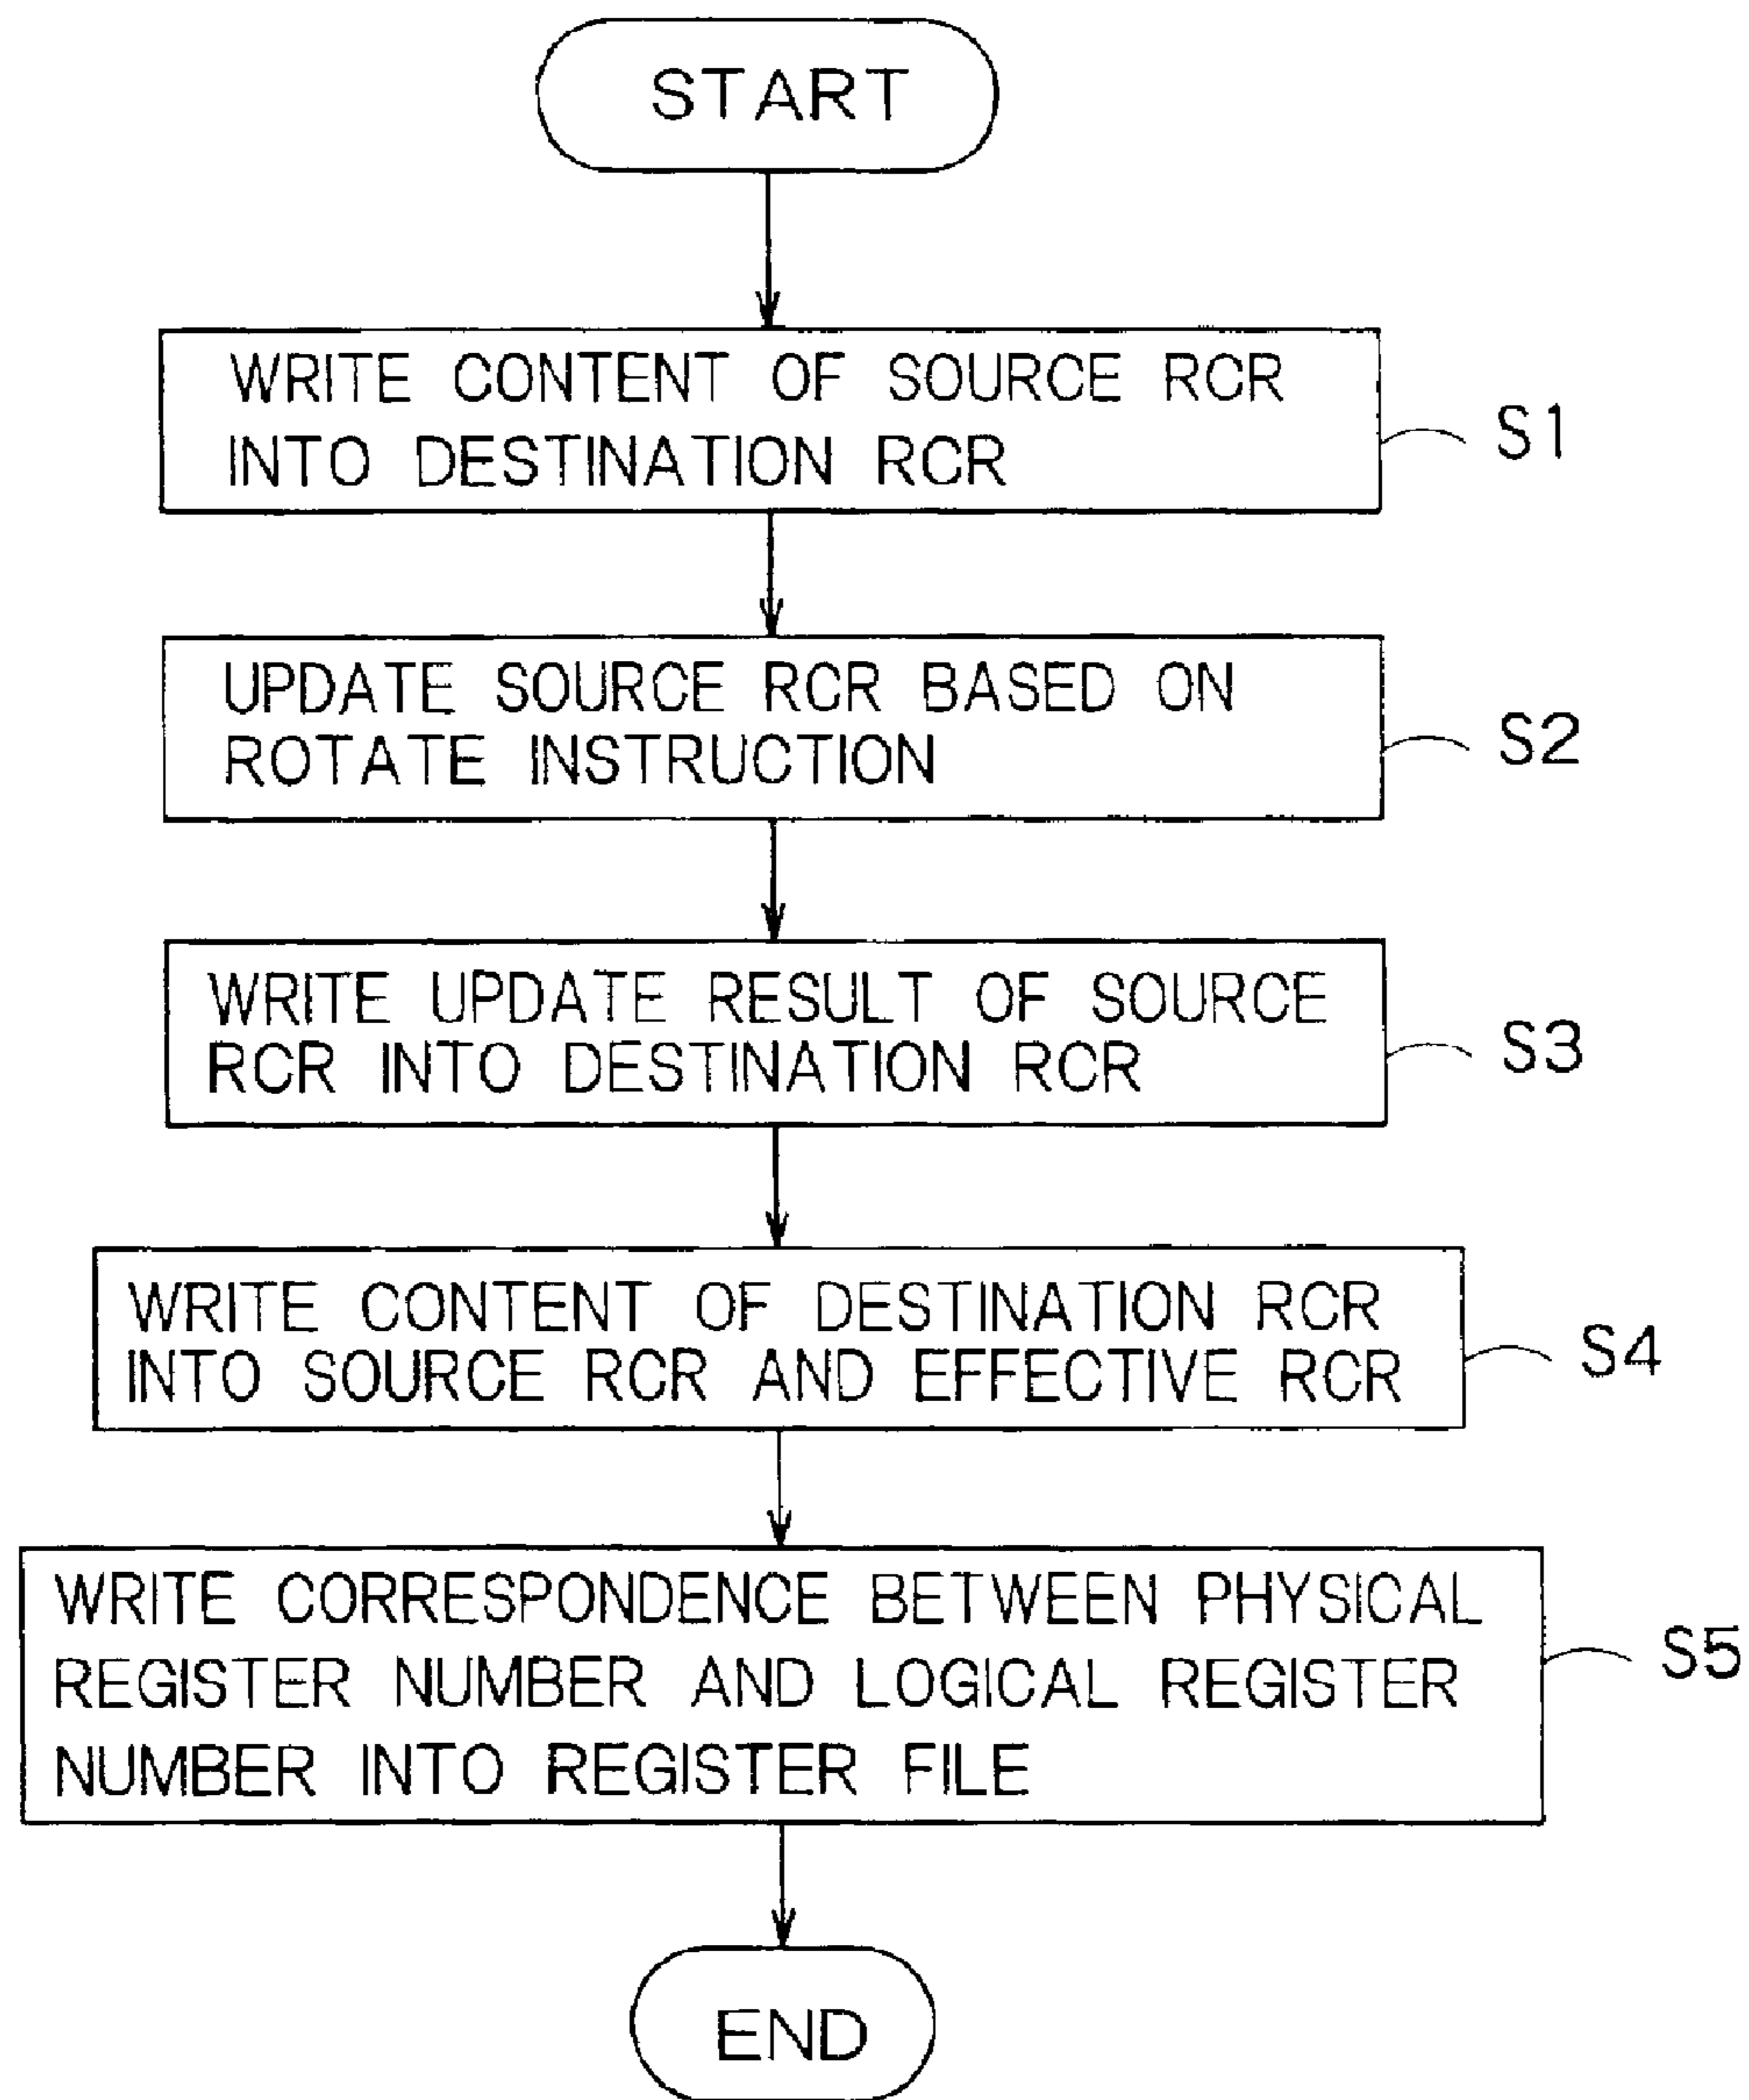 START
WRITE CONTENT OF SOURCE RCR
INTO DESTINATION RCR
S1
UPDATE SOURCE RCR BASED ON
ROTATE INSTRUCTION
S2
WRITE UPDATE RESULT OF SOURCE
RCR INTO DESTINATION RCR
S3
WRITE CONTENT OF DESTINATION RCR
INTO SOURCE RCR AND EFFECTIVE RCR
S4
WRITE CORRESPONDENCE BETWEEN PHYSICAL
REGISTER NUMBER AND LOGICAL REGISTER
NUMBER INTO REGISTER FILE
S5
END